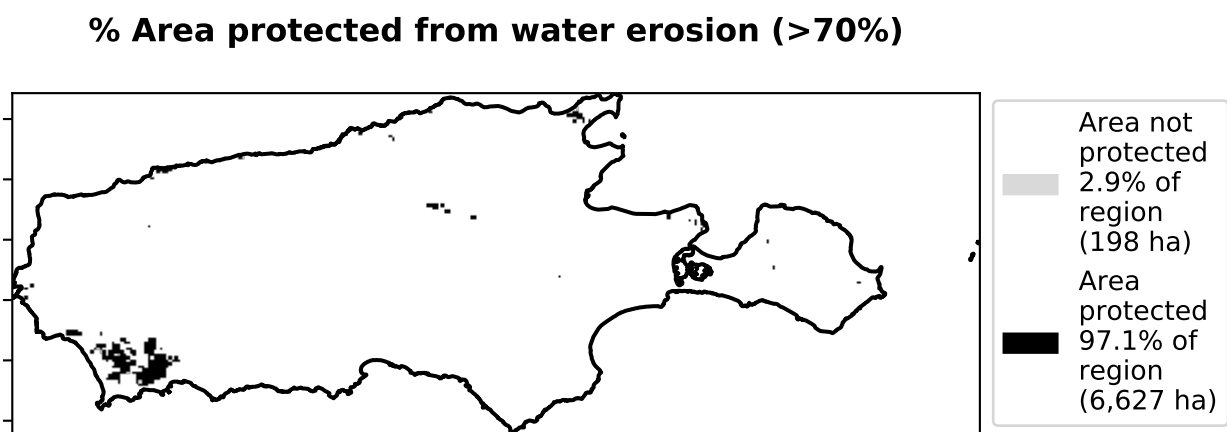 % Area protected from water erosion (>70%)
Area not
protected
2.9% of
region
(198 ha)
Area
protected
97.1% of
region
(6,627 ha)